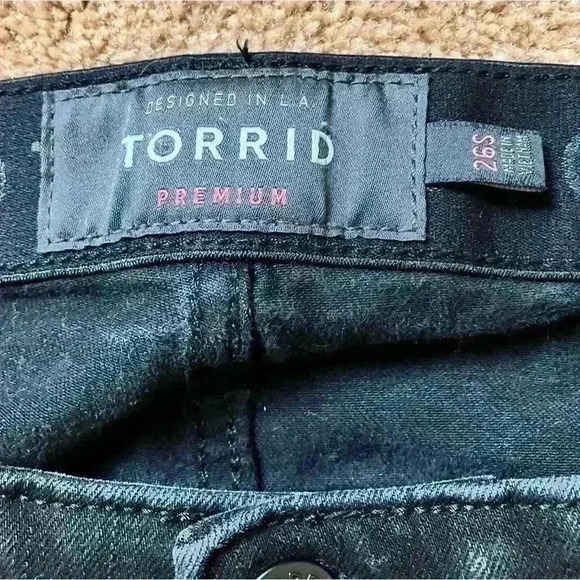 DESIGNED IN L.A.
TORRID
PREMIUM
26S